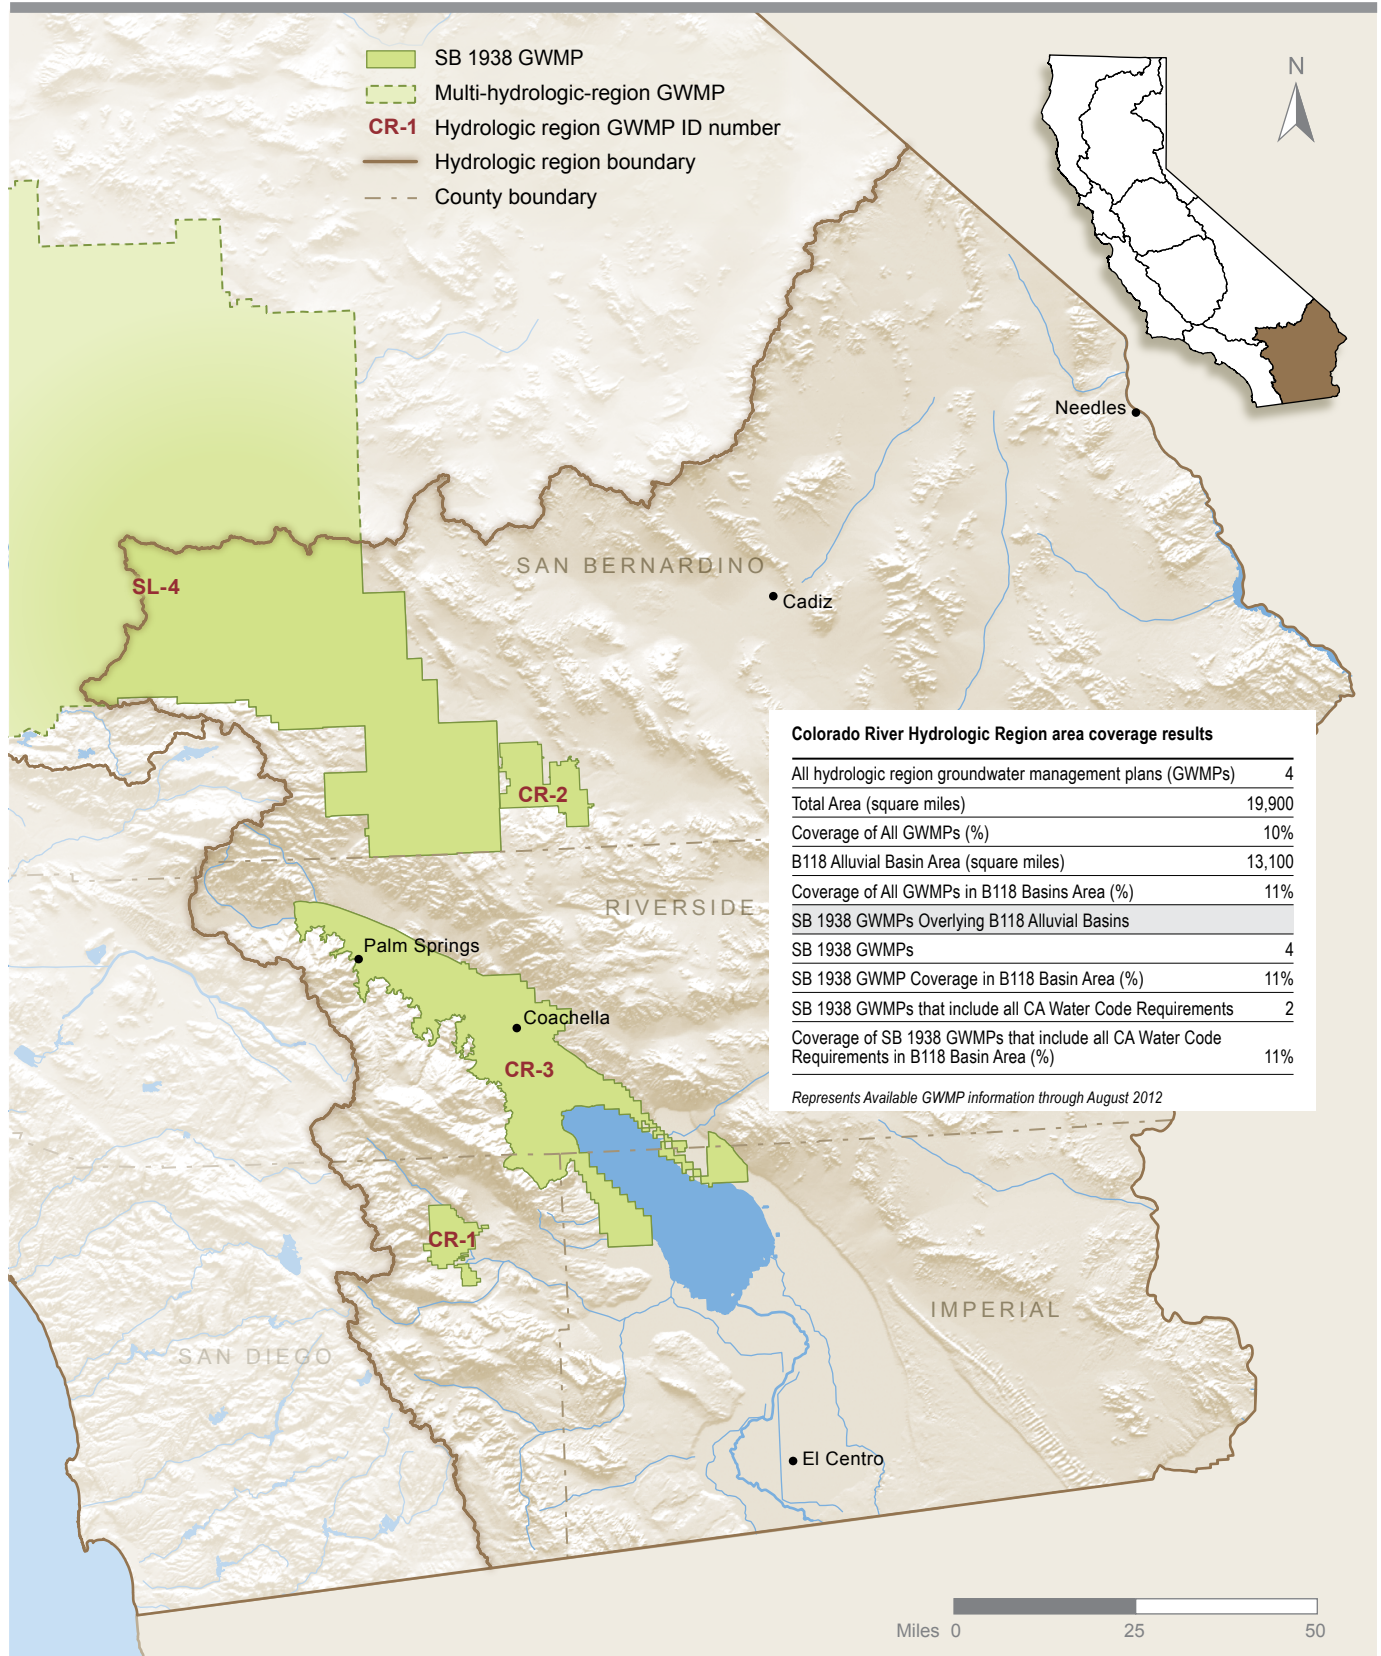 SB 1938 GWMP
Multi-hydrologic-region GWMP
CR-1 Hydrologic region GWMP ID number
Hydrologic region boundary
County boundary
N
Needles
SAN BERNARDINO
SL-4
Cadiz
CR-2
RIVERSIDE
Palm Springs
Coachella
CR-3
CR-1
IMPERIAL
SAN DIEGO
El Centro
Colorado River Hydrologic Region area coverage results
All hydrologic region groundwater management plans (GWMPs) 4
Total Area (square miles) 19,900
Coverage of All GWMPs (%) 10%
B118 Alluvial Basin Area (square miles) 13,100
Coverage of All GWMPs in B118 Basins Area (%) 11%
SB 1938 GWMPs Overlying B118 Alluvial Basins
SB 1938 GWMPs 4
SB 1938 GWMP Coverage in B118 Basin Area (%) 11%
SB 1938 GWMPs that include all CA Water Code Requirements 2
Coverage of SB 1938 GWMPs that include all CA Water Code
Requirements in B118 Basin Area (%) 11%
Represents Available GWMP information through August 2012
Miles 0 25 50